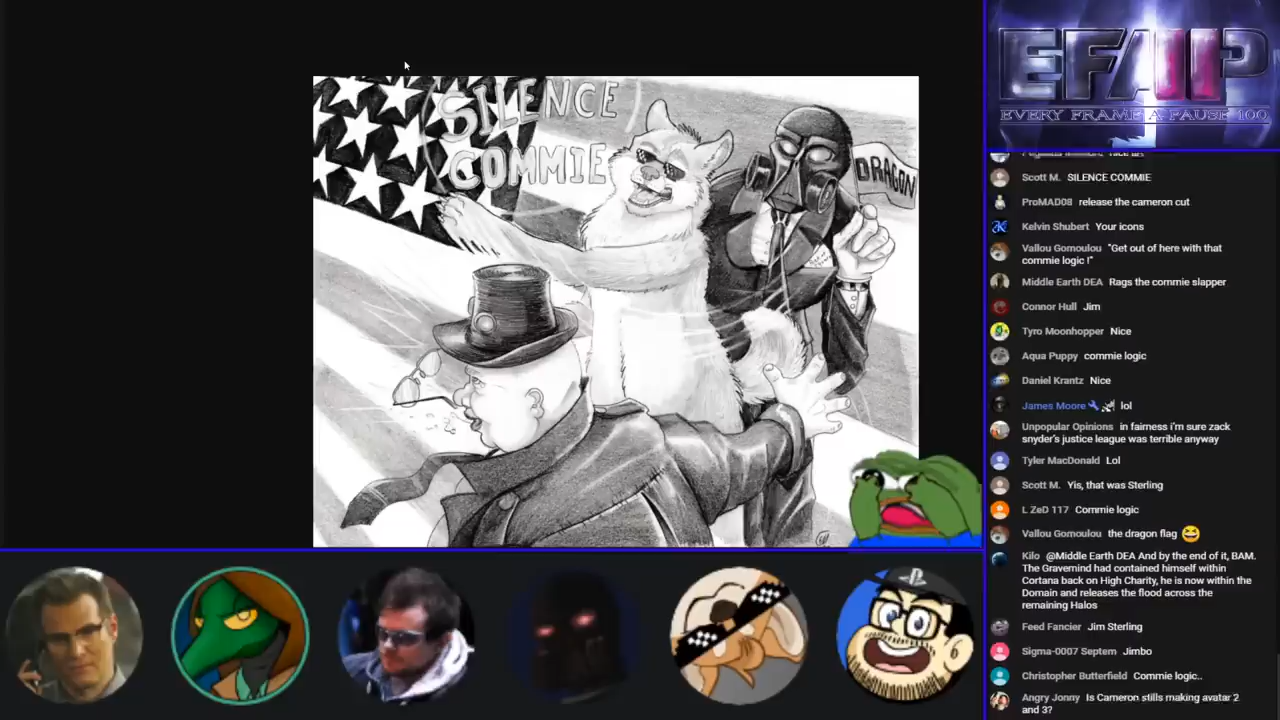 SILENCE
COMMIE
DRAGON
EFAP
EVERY FRAME A PAUSE 100
Scott M. SILENCE COMMIE
ProMAD08 release the cameron cut
Kelvin Shubert Your icons
Vallou Gomoulou "Get out of here with that
commie logic !"
Middle Earth DEA Rags the commie slapper
Connor Hull Jim
Tyro Moonhopper Nice
Aqua Puppy commie logic
Daniel Krantz Nice
James Moore lol
Unpopular Opinions in fairness i'm sure zack
snyder's justice league was terrible anyway
Tyler MacDonald Lol
Scott M. Yis, that was Sterling
L ZeD 117 Commie logic
Vallou Gomoulou the dragon flag
Kilo @Middle Earth DEA And by the end of it, BAM.
The Gravemind had contained himself within
Cortana back on High Charity, he is now within the
Domain and releases the flood across the
remaining Halos
Feed Fancier Jim Sterling
Sigma-0007 Septem Jimbo
Christopher Butterfield Commie logic..
Angry Jonny Is Cameron stills making avatar 2
and 3?